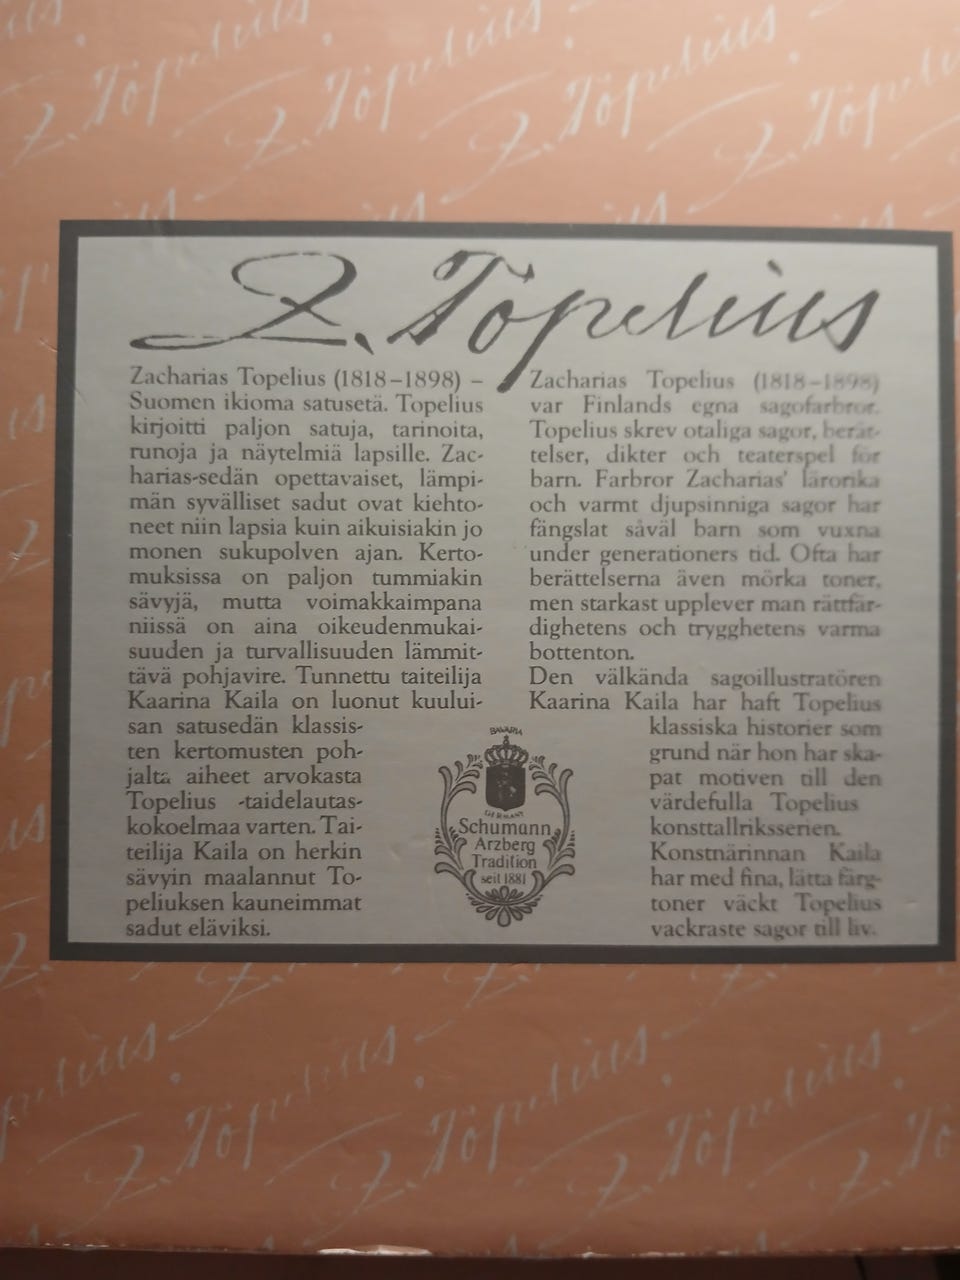 Z. Topelius
Zacharias Topelius (1818–1898) –
Suomen ikioma satusetä. Topelius
kirjoitti paljon satuja, tarinoita,
runoja ja näytelmiä lapsille. Zac-
harias-sedän opettavaiset, lämpi-
män syvälliset sadut ovat kiehto-
neet niin lapsia kuin aikuisiakin jo
monen sukupolven ajan. Kerto-
muksissa on paljon tummiakin
sävyjä, mutta voimakkaimpana
niissä on aina oikeudenmukai-
suuden ja turvallisuuden lämmit-
tävä pohjavire. Tunnettu taiteilija
Kaarina Kaila on luonut kuului-
san satusedän klassis-
ten kertomusten poh-
jalta aiheet arvokasta
Topelius -taidelautas-
kokoelmaa varten. Tai-
teilija Kaila on herkin
sävyin maalannut To-
peliuksen kauneimmat
sadut eläviksi.
Zacharias Topelius (1818–1898)
var Finlands egna sagofarbror.
Topelius skrev otaliga sagor, berät-
telser, dikter och teaterspel för
barn. Farbror Zacharias' lärorika
och varmt djupsinniga sagor har
fängslat såväl barn som vuxna
under generationers tid. Ofta har
berättelserna även mörka toner,
men starkast upplever man rättfär-
dighetens och trygghetens varma
bottenton.
Den välkända sagoillustratören
Kaarina Kaila har haft Topelius
klassiska historier som
grund när hon har ska-
pat motiven till den
värdefulla Topelius
konsttallriksserien.
Konstnärinnan Kaila
har med fina, lätta färg-
toner väckt Topelius
vackraste sagor till liv.
BAVARIA
GERMANY
Schumann
Arzberg
Tradition
seit 1881